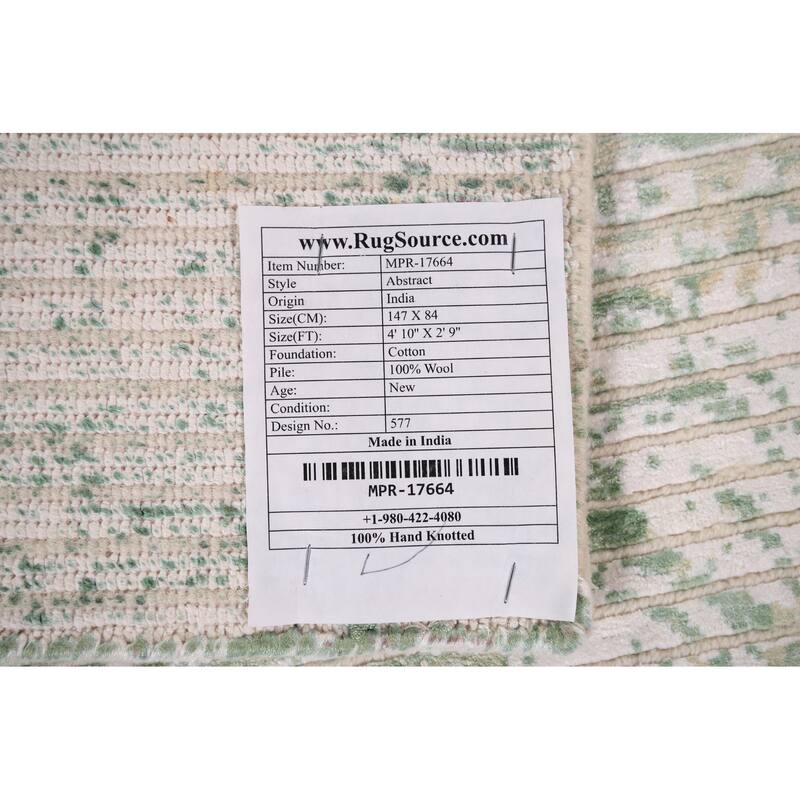 www.RugSource.com
Item Number: MPR-17664
Style Abstract
Origin India
Size(CM): 147 X 84
Size(FT): 4' 10" X 2' 9"
Foundation: Cotton
Pile: 100% Wool
Age: New
Condition:
Design No.: 577
Made in India
MPR-17664
+1-980-422-4080
100% Hand Knotted